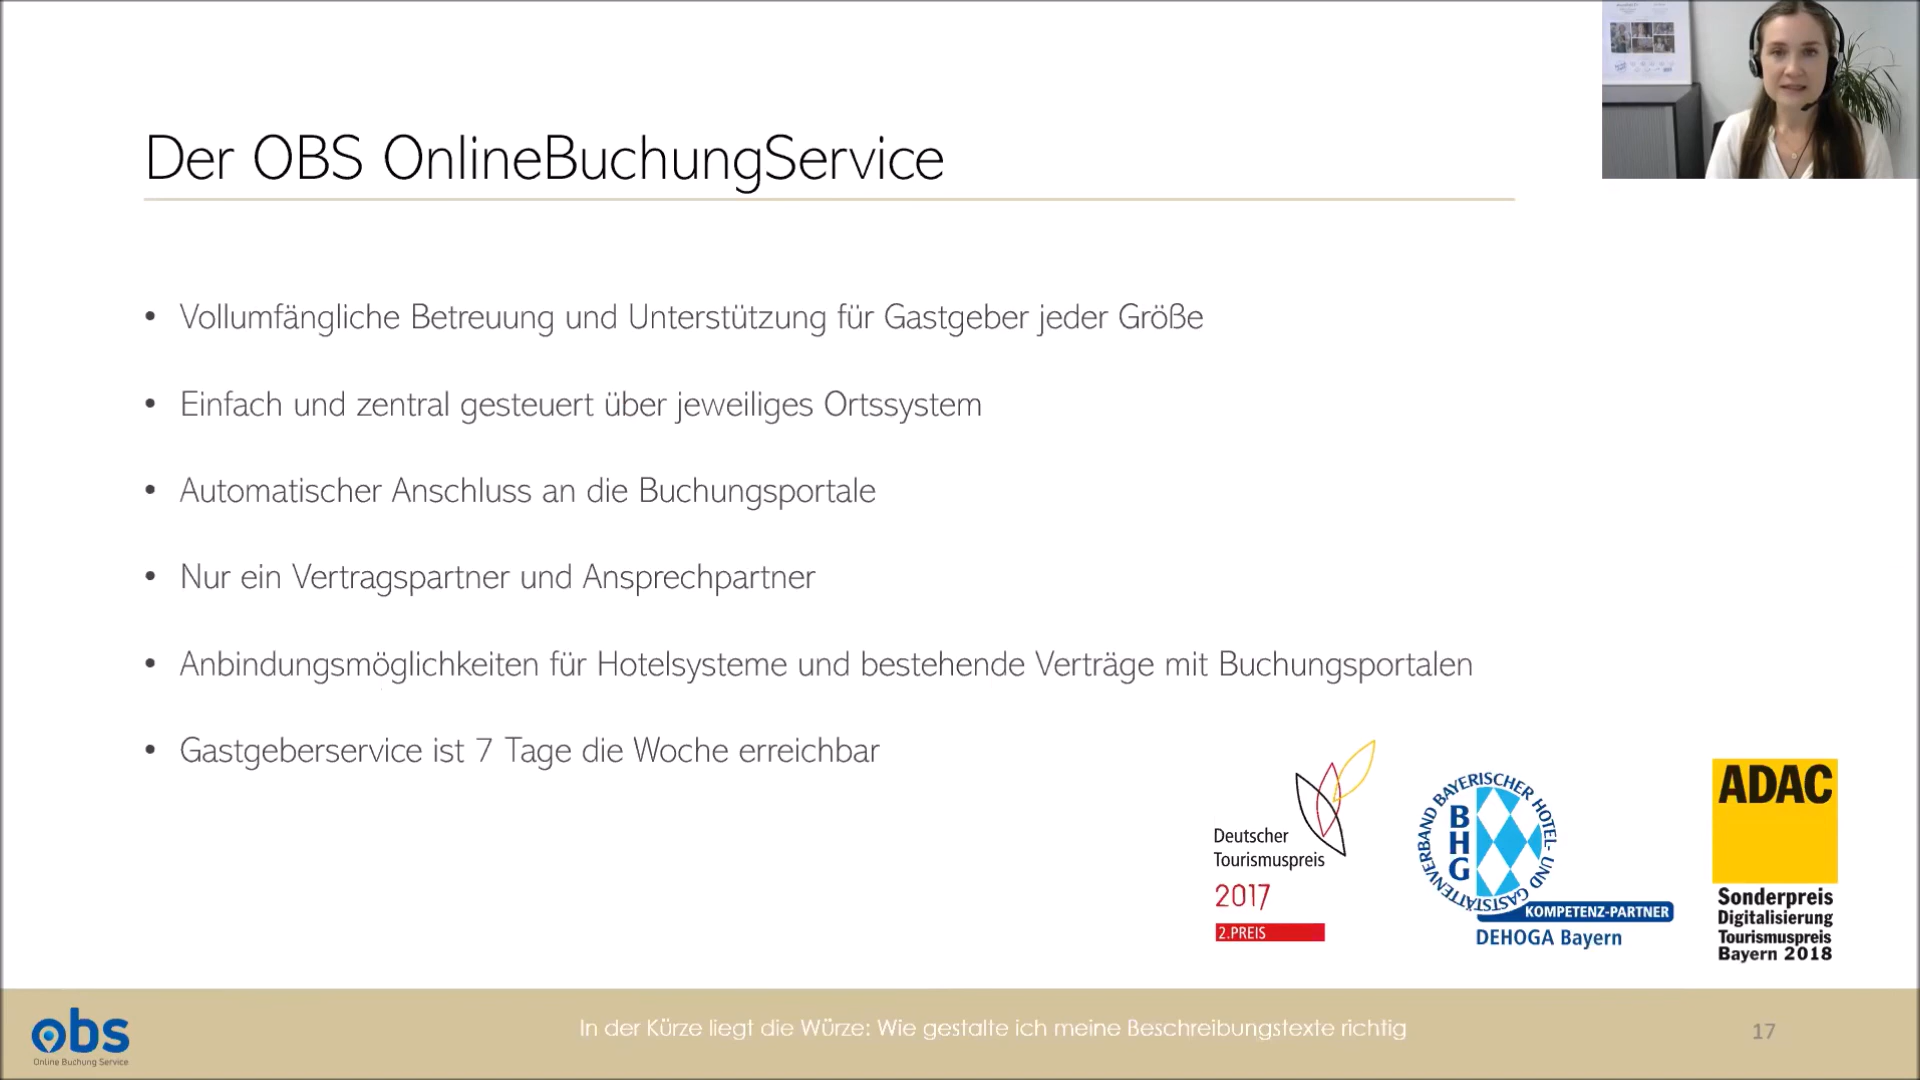 Der OBS OnlineBuchungService
• Vollumfängliche Betreuung und Unterstützung für Gastgeber jeder Größe
• Einfach und zentral gesteuert über jeweiliges Ortssystem
• Automatischer Anschluss an die Buchungsportale
• Nur ein Vertragspartner und Ansprechpartner
• Anbindungsmöglichkeiten für Hotelsysteme und bestehende Verträge mit Buchungsportalen
• Gastgeberservice ist 7 Tage die Woche erreichbar
Deutscher
Tourismuspreis
2017
2.PREIS
BAYERISCHER HOTEL- UND GASTSTÄTTENVERBAND
BHG
KOMPETENZ-PARTNER
DEHOGA Bayern
ADAC
Sonderpreis
Digitalisierung
Tourismuspreis
Bayern 2018
obs
Online Buchung Service
In der Kürze liegt die Würze: Wie gestalte ich meine Beschreibungstexte richtig
17